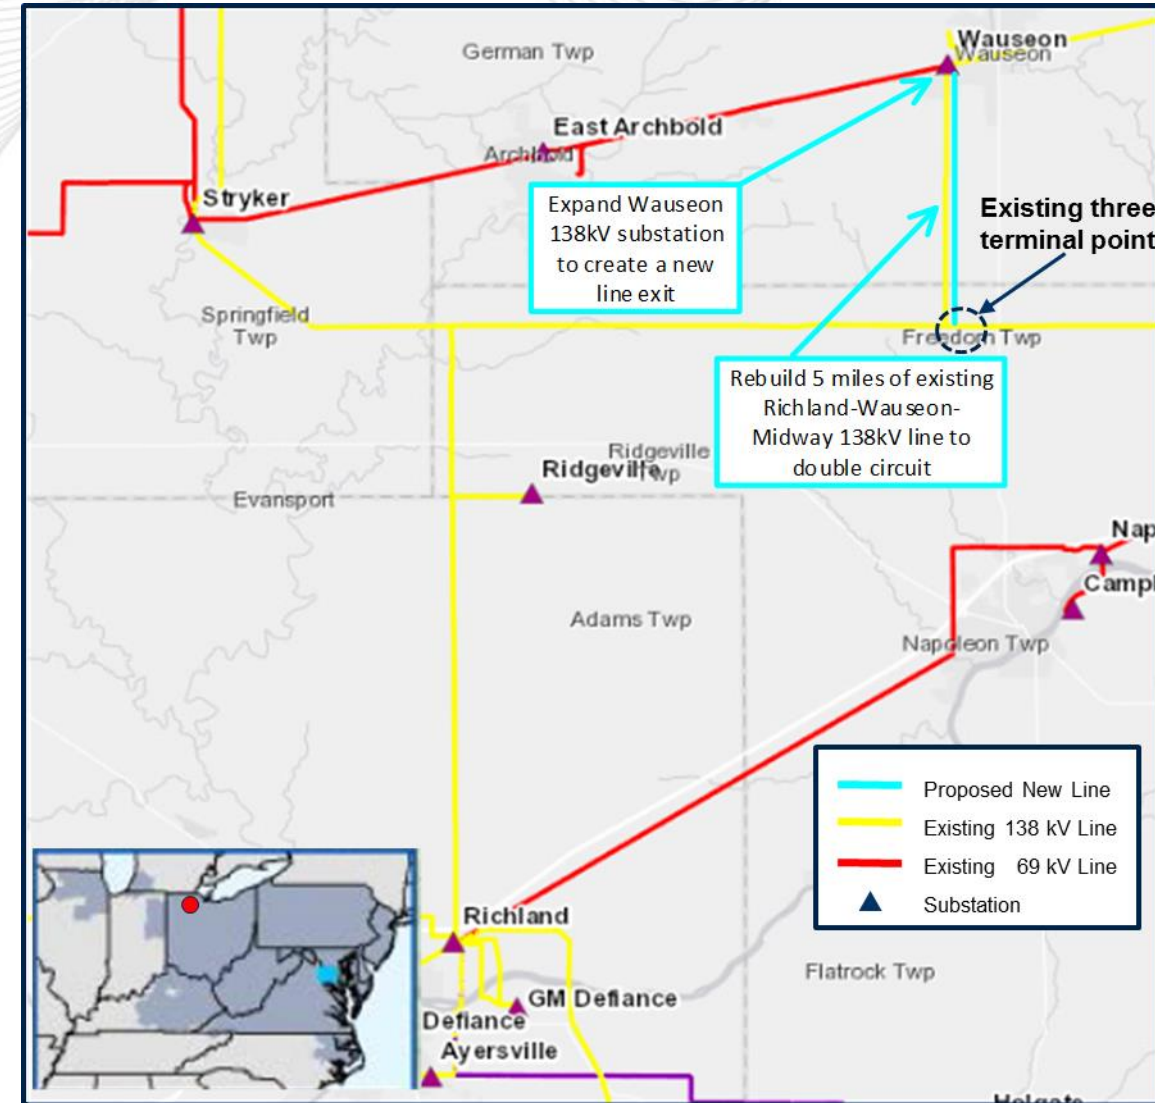 German Twp
Wauseon
Wauseon
East Archbold
Archbold
Stryker
Expand Wauseon
138kV substation
to create a new
line exit
Existing three
terminal point
Springfield
Twp
Freedom Twp
Rebuild 5 miles of existing
Richland-Wauseon-
Midway 138kV line to
double circuit
Ridgeville
Twp
Ridgeville
Evansport
Nap
Campl
Adams Twp
Napoleon Twp
Proposed New Line
Existing 138 kV Line
Existing 69 kV Line
Substation
Richland
Flatrock Twp
GM Defiance
Defiance
Ayersville
Holgate